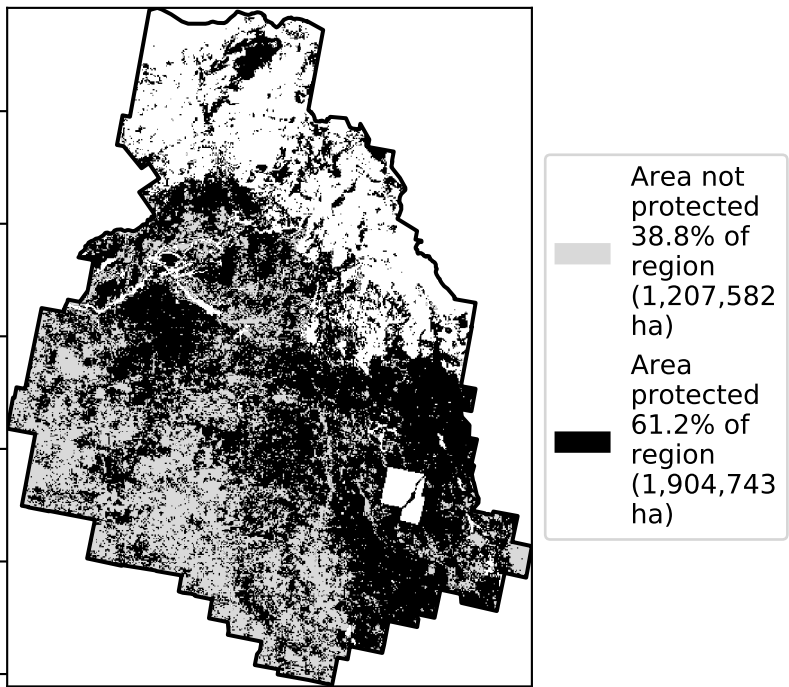 Area not
protected
38.8% of
region
(1,207,582
ha)
Area
protected
61.2% of
region
(1,904,743
ha)